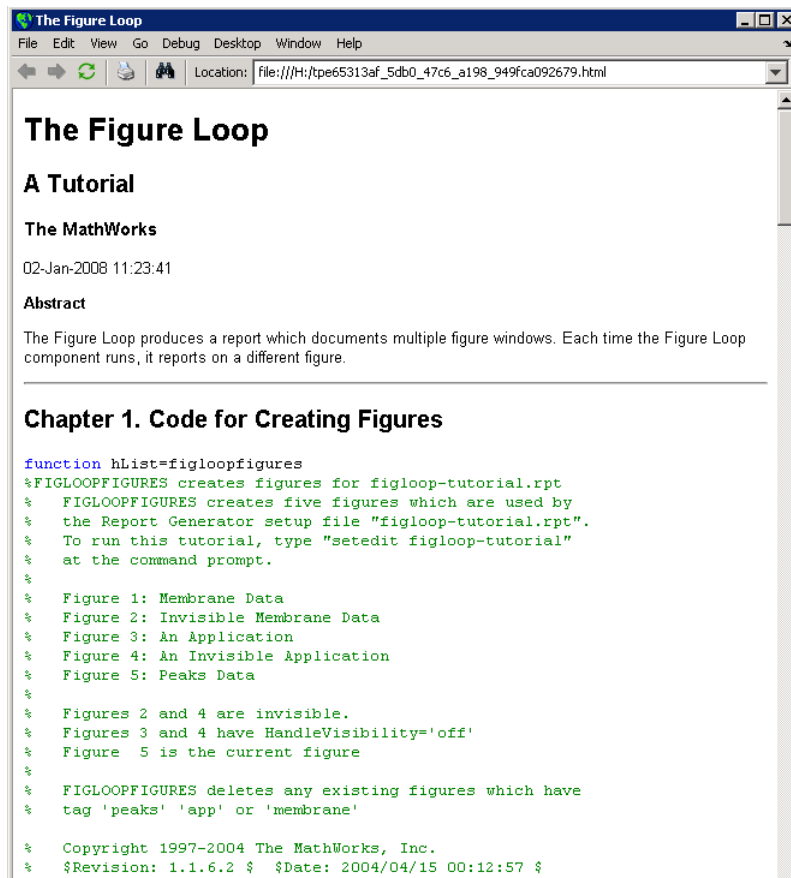 The Figure Loop
File Edit View Go Debug Desktop Window Help
Location: file:///H:/tpe65313af_5db0_47c6_a198_949fca092679.html
The Figure Loop
A Tutorial
The MathWorks
02-Jan-2008 11:23:41
Abstract
The Figure Loop produces a report which documents multiple figure windows. Each time the Figure Loop
component runs, it reports on a different figure.
Chapter 1. Code for Creating Figures
function hList=figloopfigures
%FIGLOOPFIGURES creates figures for figloop-tutorial.rpt
%   FIGLOOPFIGURES creates five figures which are used by
%   the Report Generator setup file "figloop-tutorial.rpt".
%   To run this tutorial, type "setedit figloop-tutorial"
%   at the command prompt.
%
%   Figure 1: Membrane Data
%   Figure 2: Invisible Membrane Data
%   Figure 3: An Application
%   Figure 4: An Invisible Application
%   Figure 5: Peaks Data
%
%   Figures 2 and 4 are invisible.
%   Figures 3 and 4 have HandleVisibility='off'
%   Figure  5 is the current figure
%
%   FIGLOOPFIGURES deletes any existing figures which have
%   tag 'peaks' 'app' or 'membrane'
%   Copyright 1997-2004 The MathWorks, Inc.
%   $Revision: 1.1.6.2 $  $Date: 2004/04/15 00:12:57 $